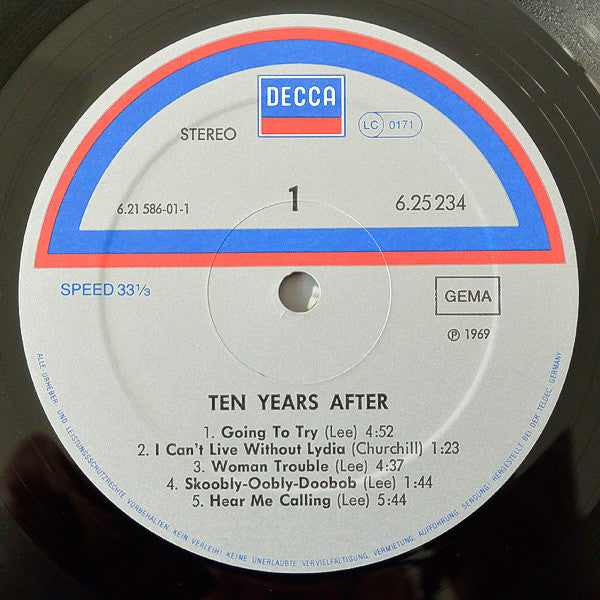 DECCA
STEREO
LC 0171
1
6.21 586-01-1
6.25 234
SPEED 33⅓
GEMA
℗ 1969
TEN YEARS AFTER
1. Going To Try (Lee) 4:52
2. I Can't Live Without Lydia (Churchill) 1:23
3. Woman Trouble (Lee) 4:37
4. Skoobly-Oobly-Doobob (Lee) 1:44
5. Hear Me Calling (Lee) 5:44
ALLE URHEBER- UND LEISTUNGSSCHUTZRECHTE VORBEHALTEN. KEIN VERLEIH! KEINE UNERLAUBTE VERVIELFÄLTIGUNG, VERMIETUNG, AUFFÜHRUNG, SENDUNG. HERGESTELLT BEI DER TELDEC, GERMANY